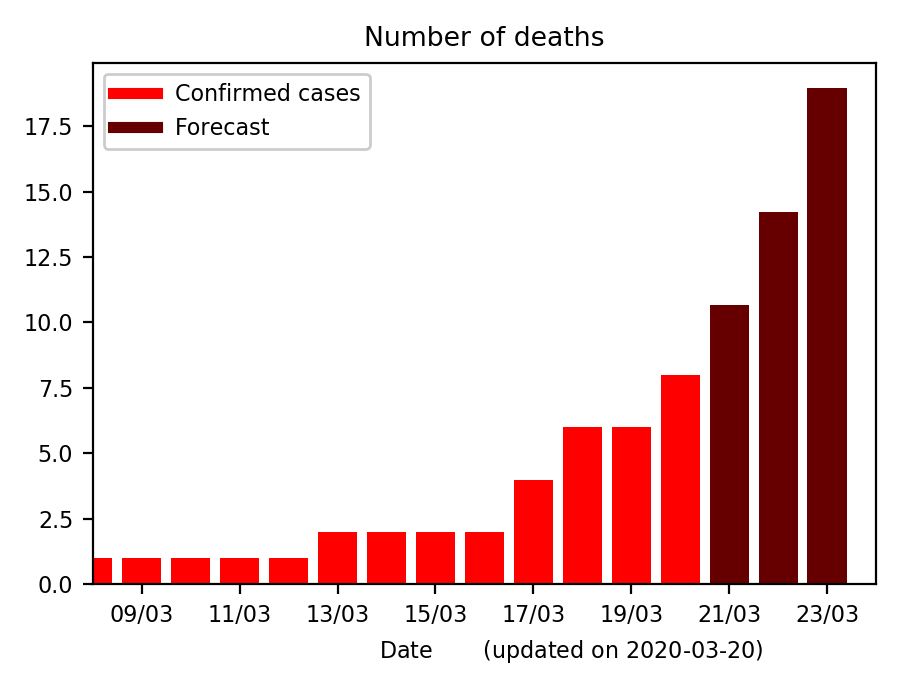 Number of deaths
Confirmed cases
Forecast
17.5
15.0
12.5
10.0
7.5
5.0
2.5
0.0
09/03 11/03 13/03 15/03 17/03 19/03 21/03 23/03
Date (updated on 2020-03-20)